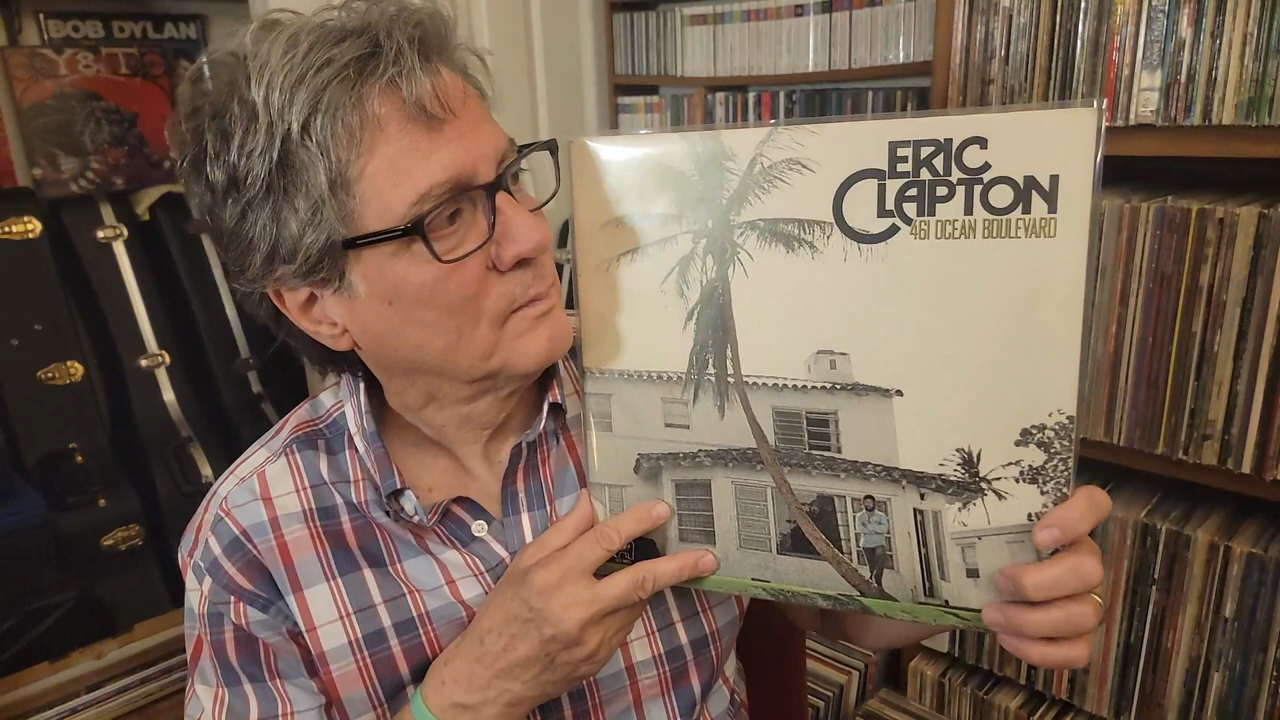 BOB DYLAN
Y&T
ERIC
CLAPTON
461 OCEAN BOULEVARD